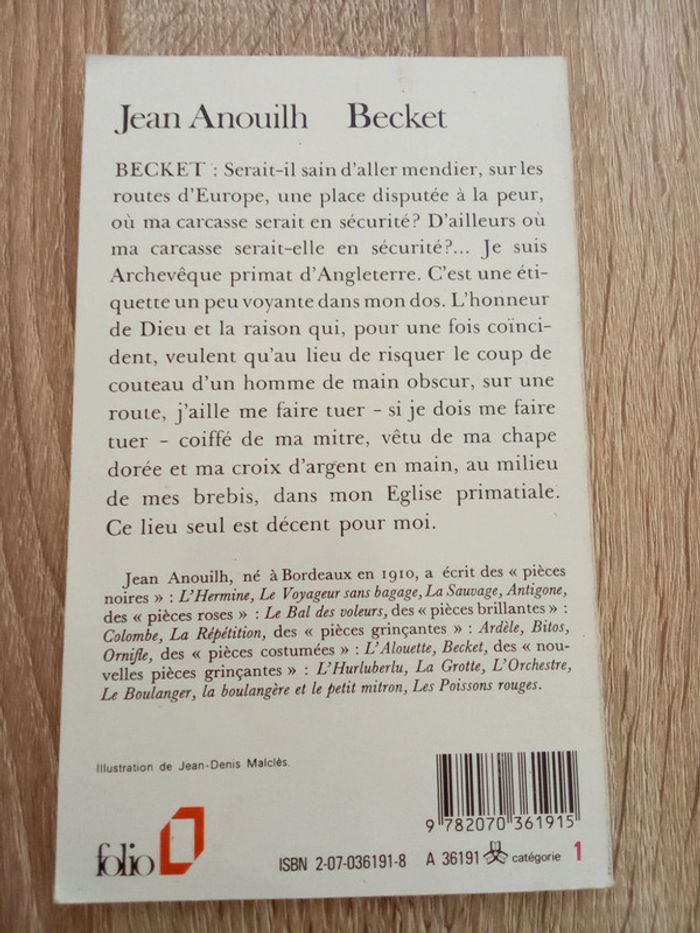 Jean Anouilh Becket
BECKET : Serait-il sain d'aller mendier, sur les
routes d'Europe, une place disputée à la peur,
où ma carcasse serait en sécurité? D'ailleurs où
ma carcasse serait-elle en sécurité?... Je suis
Archevêque primat d'Angleterre. C'est une éti-
quette un peu voyante dans mon dos. L'honneur
de Dieu et la raison qui, pour une fois coïnci-
dent, veulent qu'au lieu de risquer le coup de
couteau d'un homme de main obscur, sur une
route, j'aille me faire tuer - si je dois me faire
tuer - coiffé de ma mitre, vêtu de ma chape
dorée et ma croix d'argent en main, au milieu
de mes brebis, dans mon Eglise primatiale.
Ce lieu seul est décent pour moi.
Jean Anouilh, né à Bordeaux en 1910, a écrit des « pièces
noires » : L'Hermine, Le Voyageur sans bagage, La Sauvage, Antigone,
des « pièces roses » : Le Bal des voleurs, des « pièces brillantes » :
Colombe, La Répétition, des « pièces grinçantes » : Ardèle, Bitos,
Ornifle, des « pièces costumées » : L'Alouette, Becket, des « nou-
velles pièces grinçantes » : L'Hurluberlu, La Grotte, L'Orchestre,
Le Boulanger, la boulangère et le petit mitron, Les Poissons rouges.
Illustration de Jean-Denis Malclès.
9 782070 361915
folio
ISBN 2-07-036191-8 A 36191 catégorie 1